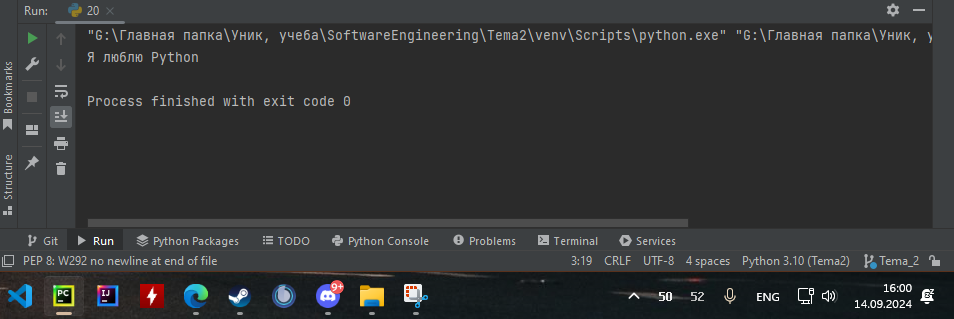 Run: 20
"G:\Главная папка\Уник, учеба\SoftwareEngineering\Tema2\venv\Scripts\python.exe" "G:\Главная папка\Уник,
Я люблю Python
Process finished with exit code 0
Bookmarks
Structure
Git Run Python Packages TODO Python Console Problems Terminal Services
PEP 8: W292 no newline at end of file 3:19 CRLF UTF-8 4 spaces Python 3.10 (Tema2) Tema_2
PC IJ 9+ 50 52 ENG 16:00
14.09.2024